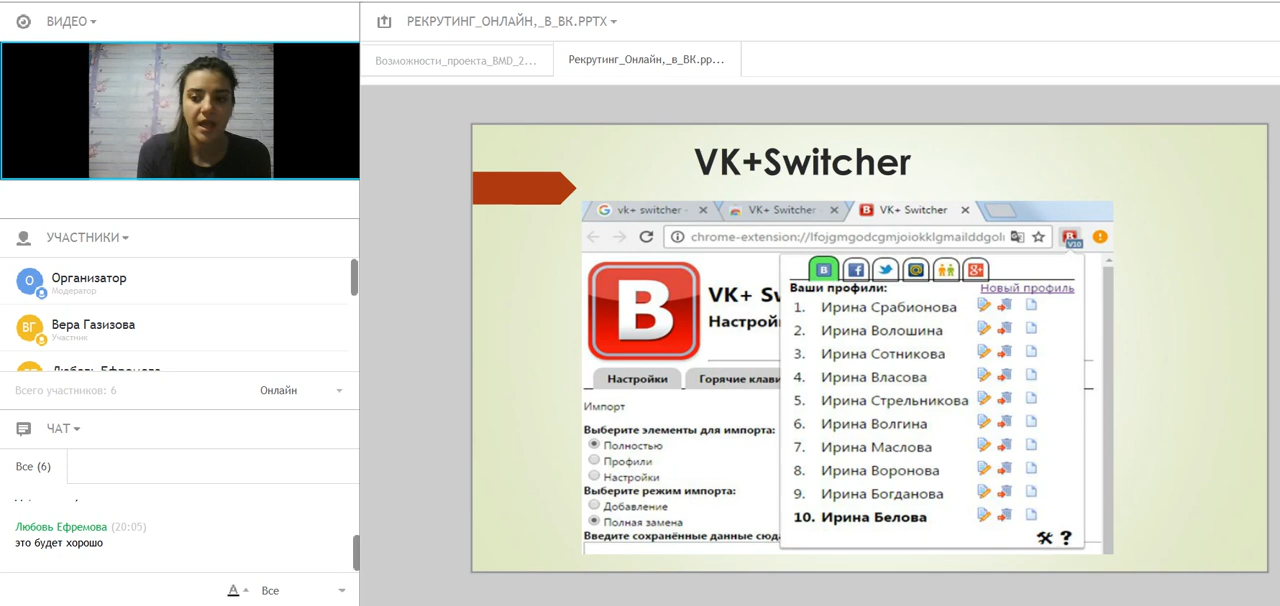 ВИДЕО
РЕКРУТИНГ_ОНЛАЙН,_В_ВК.PPTX
Возможности_проекта_BMD_2...
Рекрутинг_Онлайн,_в_ВК.pp...
УЧАСТНИКИ
О
Организатор
Модератор
ВГ
Вера Газизова
Участник
Всего участников: 6
Онлайн
ЧАТ
Все (6)
Любовь Ефремова (20:05)
это будет хорошо
A
Все
VK+Switcher
vk+ switcher -
VK+ Switcher
VK+ Switcher
chrome-extension://lfojgmgodcgmjoiokklgmailddgoli
V10
B
VK+ Sw
Настрой
Настройки
Горячие клави
Импорт
Выберите элементы для импорта:
Полностью
Профили
Настройки
Выберите режим импорта:
Добавление
Полная замена
Введите сохранённые данные сюд
Ваши профили:
Новый профиль
1. Ирина Срабионова
2. Ирина Волошина
3. Ирина Сотникова
4. Ирина Власова
5. Ирина Стрельникова
6. Ирина Волгина
7. Ирина Маслова
8. Ирина Воронова
9. Ирина Богданова
10. Ирина Белова
?